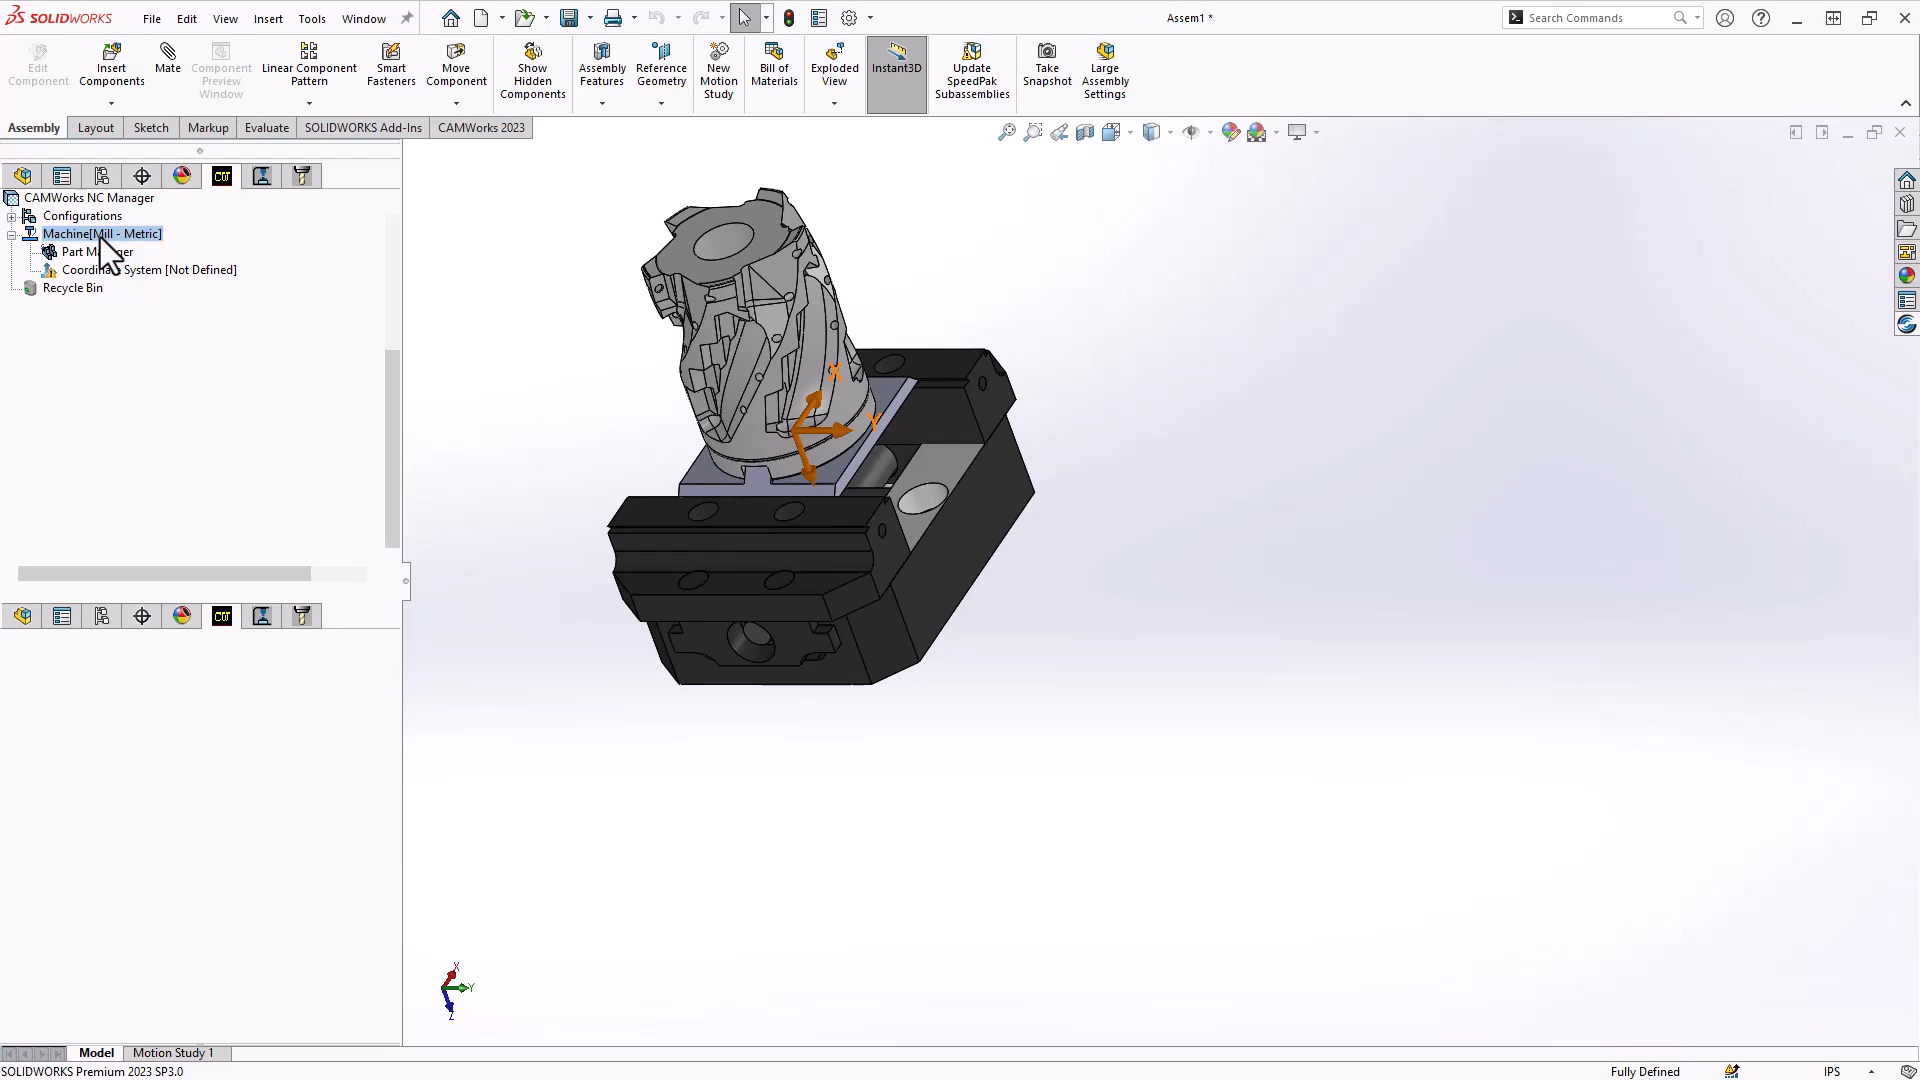 SOLIDWORKS File Edit View Insert Tools Window Assem1 * Search Commands
Edit Component
Insert Components
Mate
Component Preview Window
Linear Component Pattern
Smart Fasteners
Move Component
Show Hidden Components
Assembly Features
Reference Geometry
New Motion Study
Bill of Materials
Exploded View
Instant3D
Update SpeedPak Subassemblies
Take Snapshot
Large Assembly Settings
Assembly Layout Sketch Markup Evaluate SOLIDWORKS Add-Ins CAMWorks 2023
CAMWorks NC Manager
Configurations
Machine[Mill - Metric]
Part Ma ger
Coordin System [Not Defined]
Recycle Bin
X
Y
X
Y
Z
Model Motion Study 1
SOLIDWORKS Premium 2023 SP3.0 Fully Defined IPS